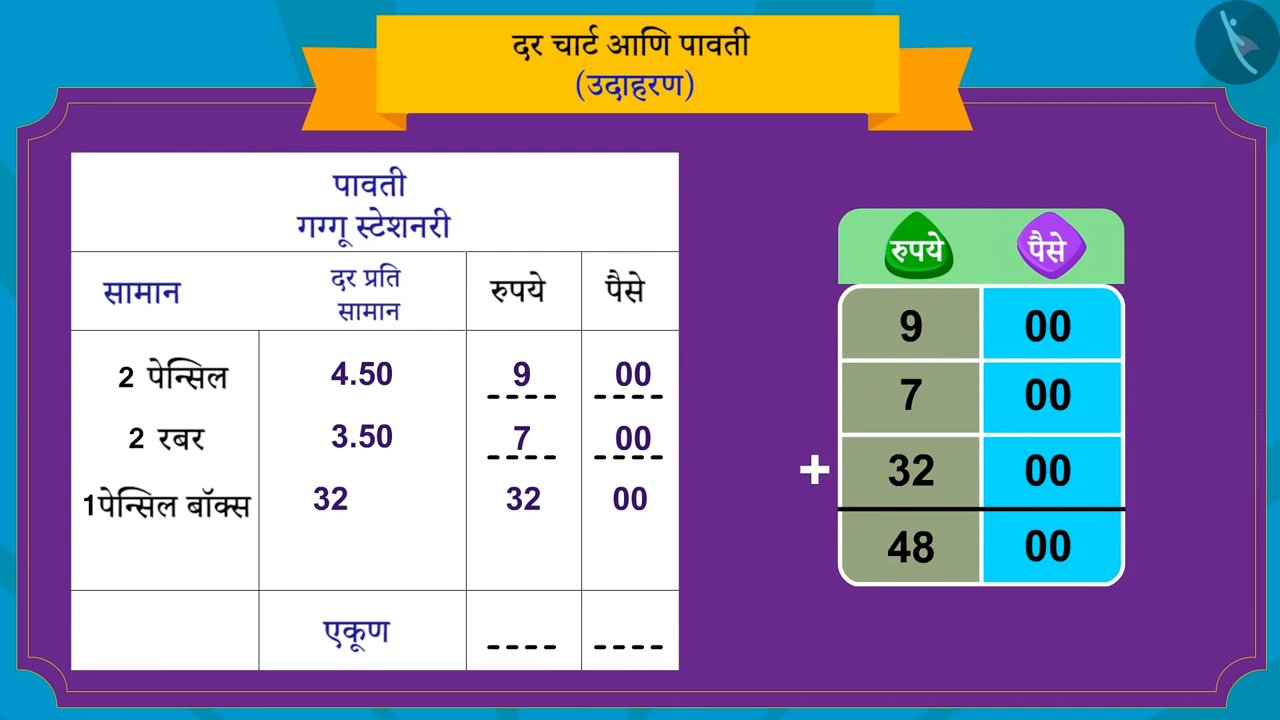 दर चार्ट आणि पावती
(उदाहरण)
पावती
गग्गू स्टेशनरी
सामान दर प्रति सामान रुपये पैसे
2 पेन्सिल 4.50 9 00
2 रबर 3.50 7 00
1पेन्सिल बॉक्स 32 32 00
एकूण ---- ----
रुपये पैसे
9 00
7 00
+ 32 00
48 00